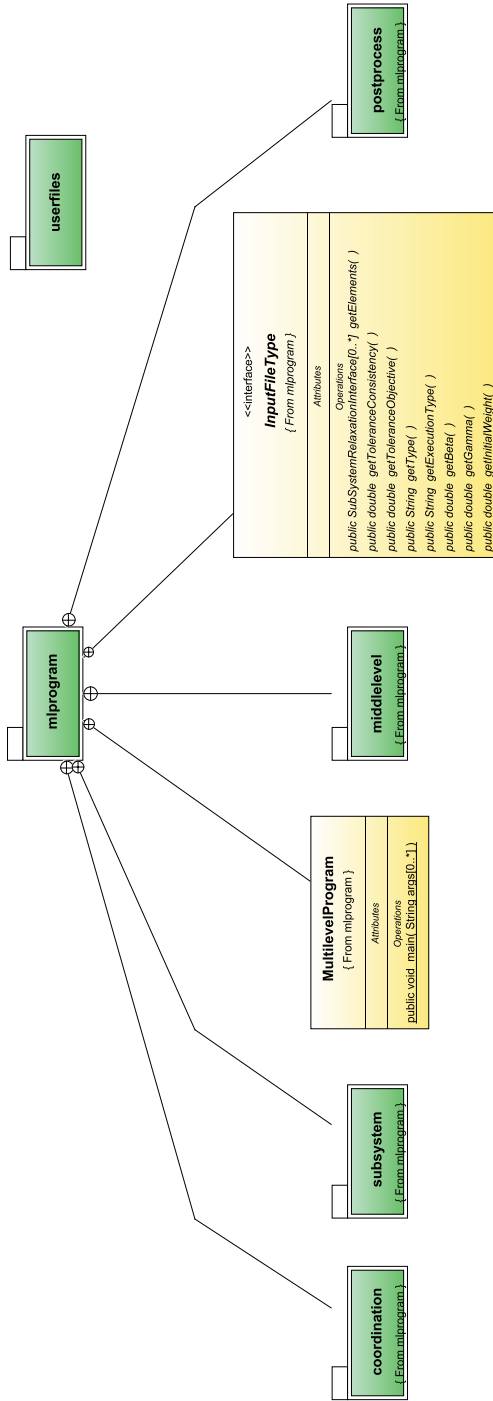 mlprogram
userfiles
coordination
{ From mlprogram }
subsystem
{ From mlprogram }
MultilevelProgram
{ From mlprogram }
Attributes
Operations
public void main( String args[0..*] )
middlelevel
{ From mlprogram }
<<interface>>
InputFileType
{ From mlprogram }
Attributes
Operations
public SubSystemRelaxationInterface[0..*] getElements( )
public double getToleranceConsistency( )
public double getToleranceObjective( )
public String getType( )
public String getExecutionType( )
public double getBeta( )
public double getGamma( )
public double getInitialWeight( )
postprocess
{ From mlprogram }